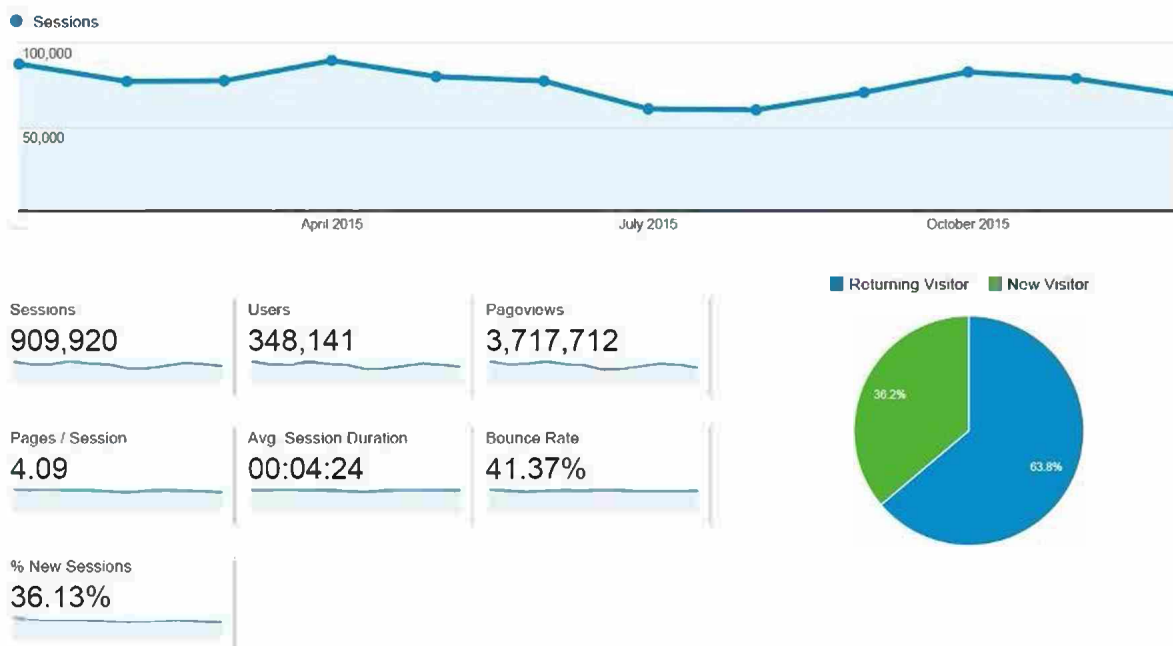 Sessions
100,000
50,000
April 2015
July 2015
October 2015
Returning Visitor New Visitor
Sessions
909,920
Users
348,141
Pageviews
3,717,712
36.2%
63.8%
Pages / Session
4.09
Avg. Session Duration
00:04:24
Bounce Rate
41.37%
% New Sessions
36.13%